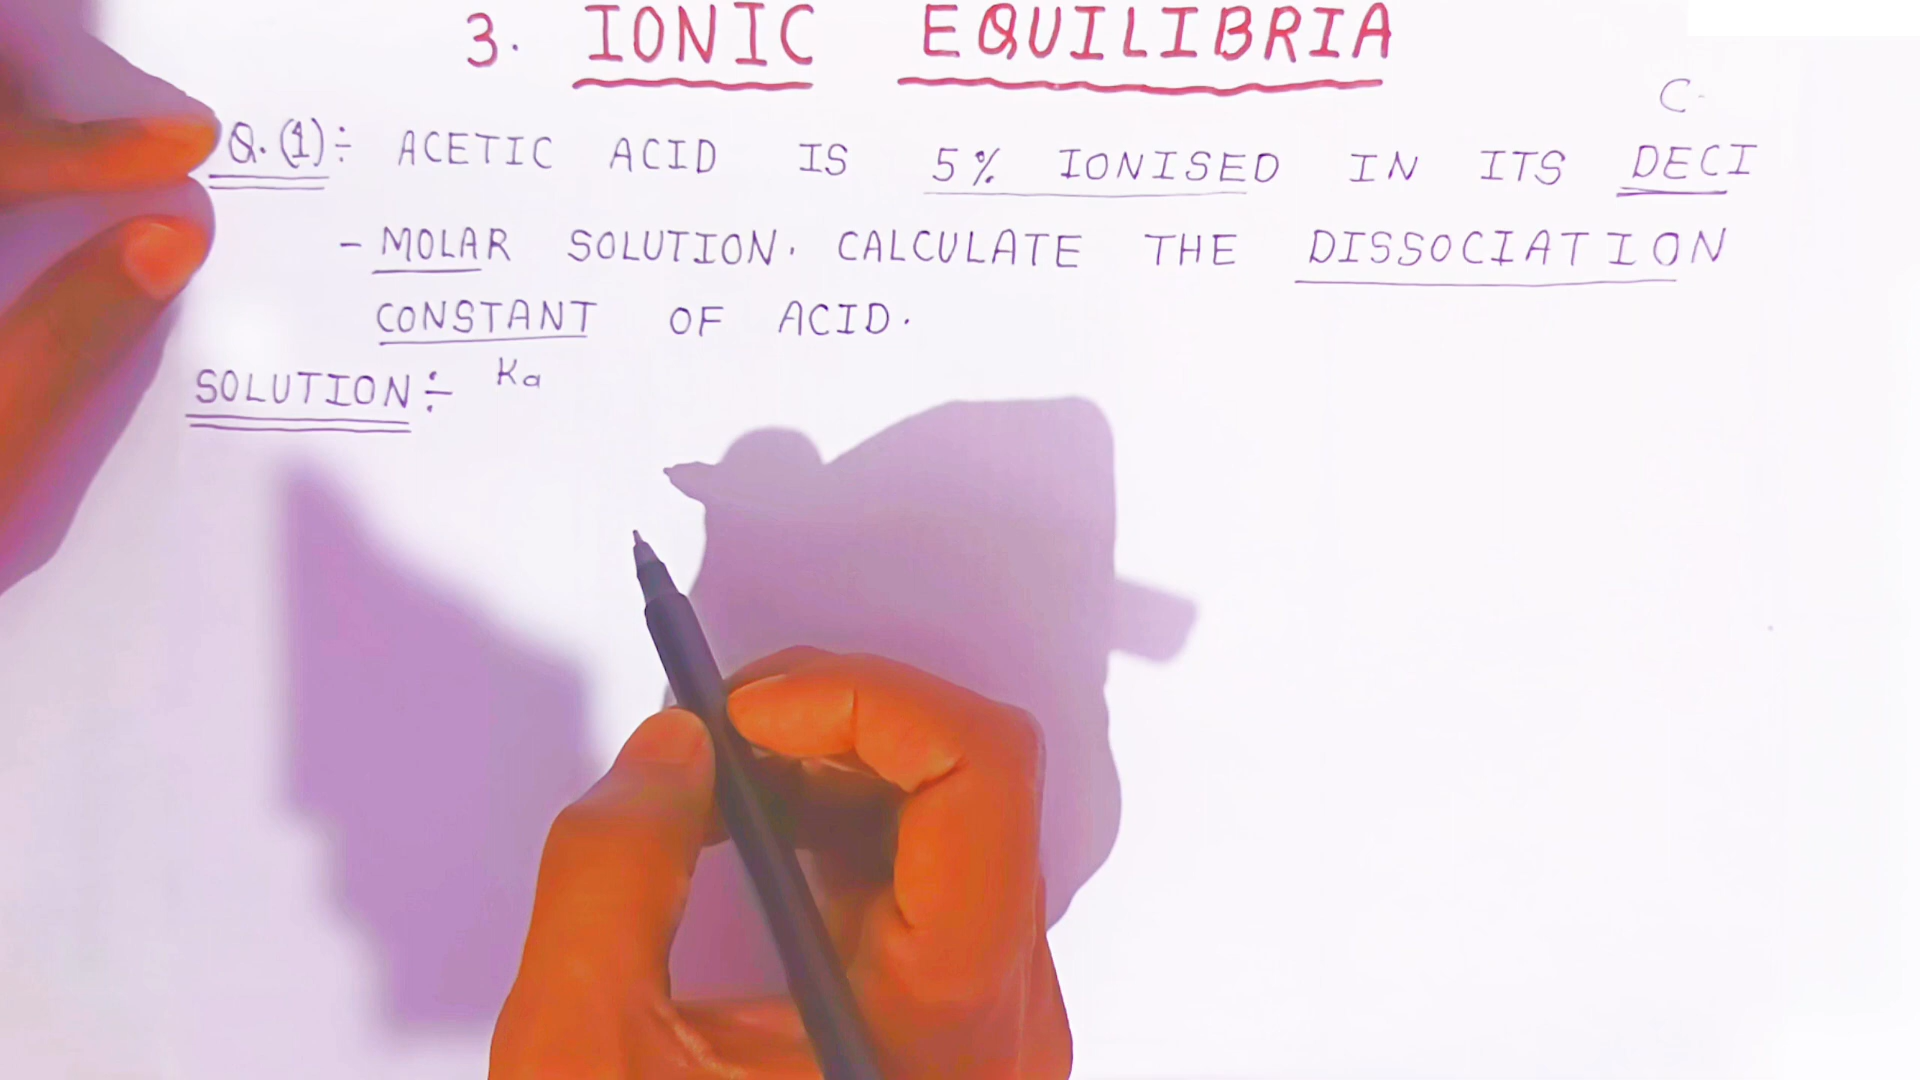 3. IONIC EQUILIBRIA
C.
Q.(1):- ACETIC ACID IS 5% IONISED IN ITS DECI
- MOLAR SOLUTION. CALCULATE THE DISSOCIATION
CONSTANT OF ACID.
SOLUTION:- Ka